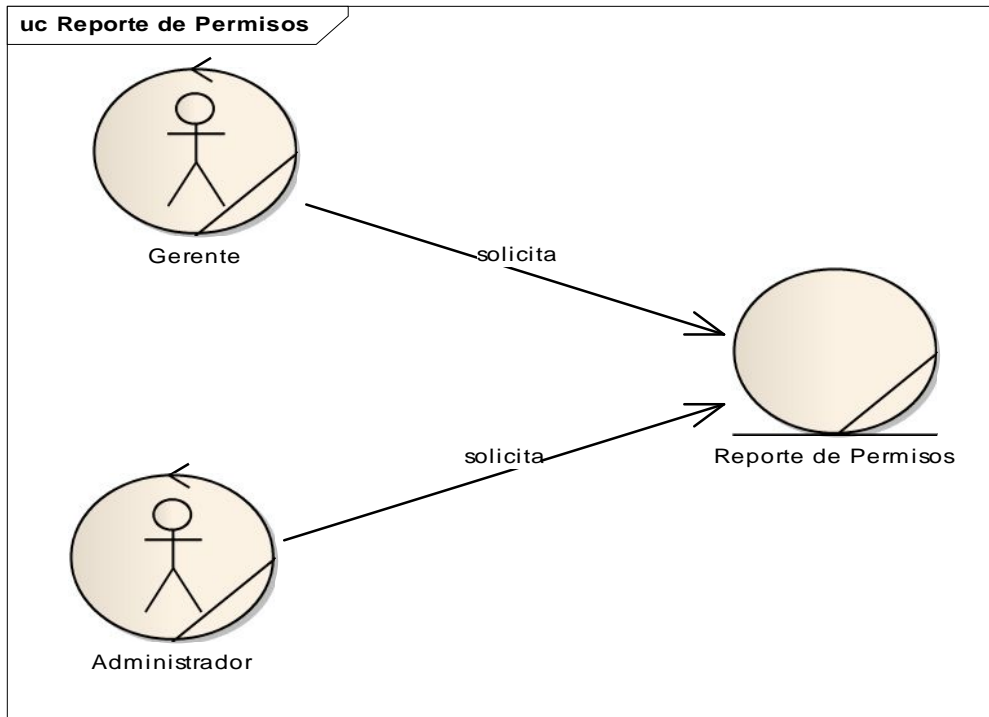 uc Reporte de Permisos
Gerente
solicita
Reporte de Permisos
solicita
Administrador